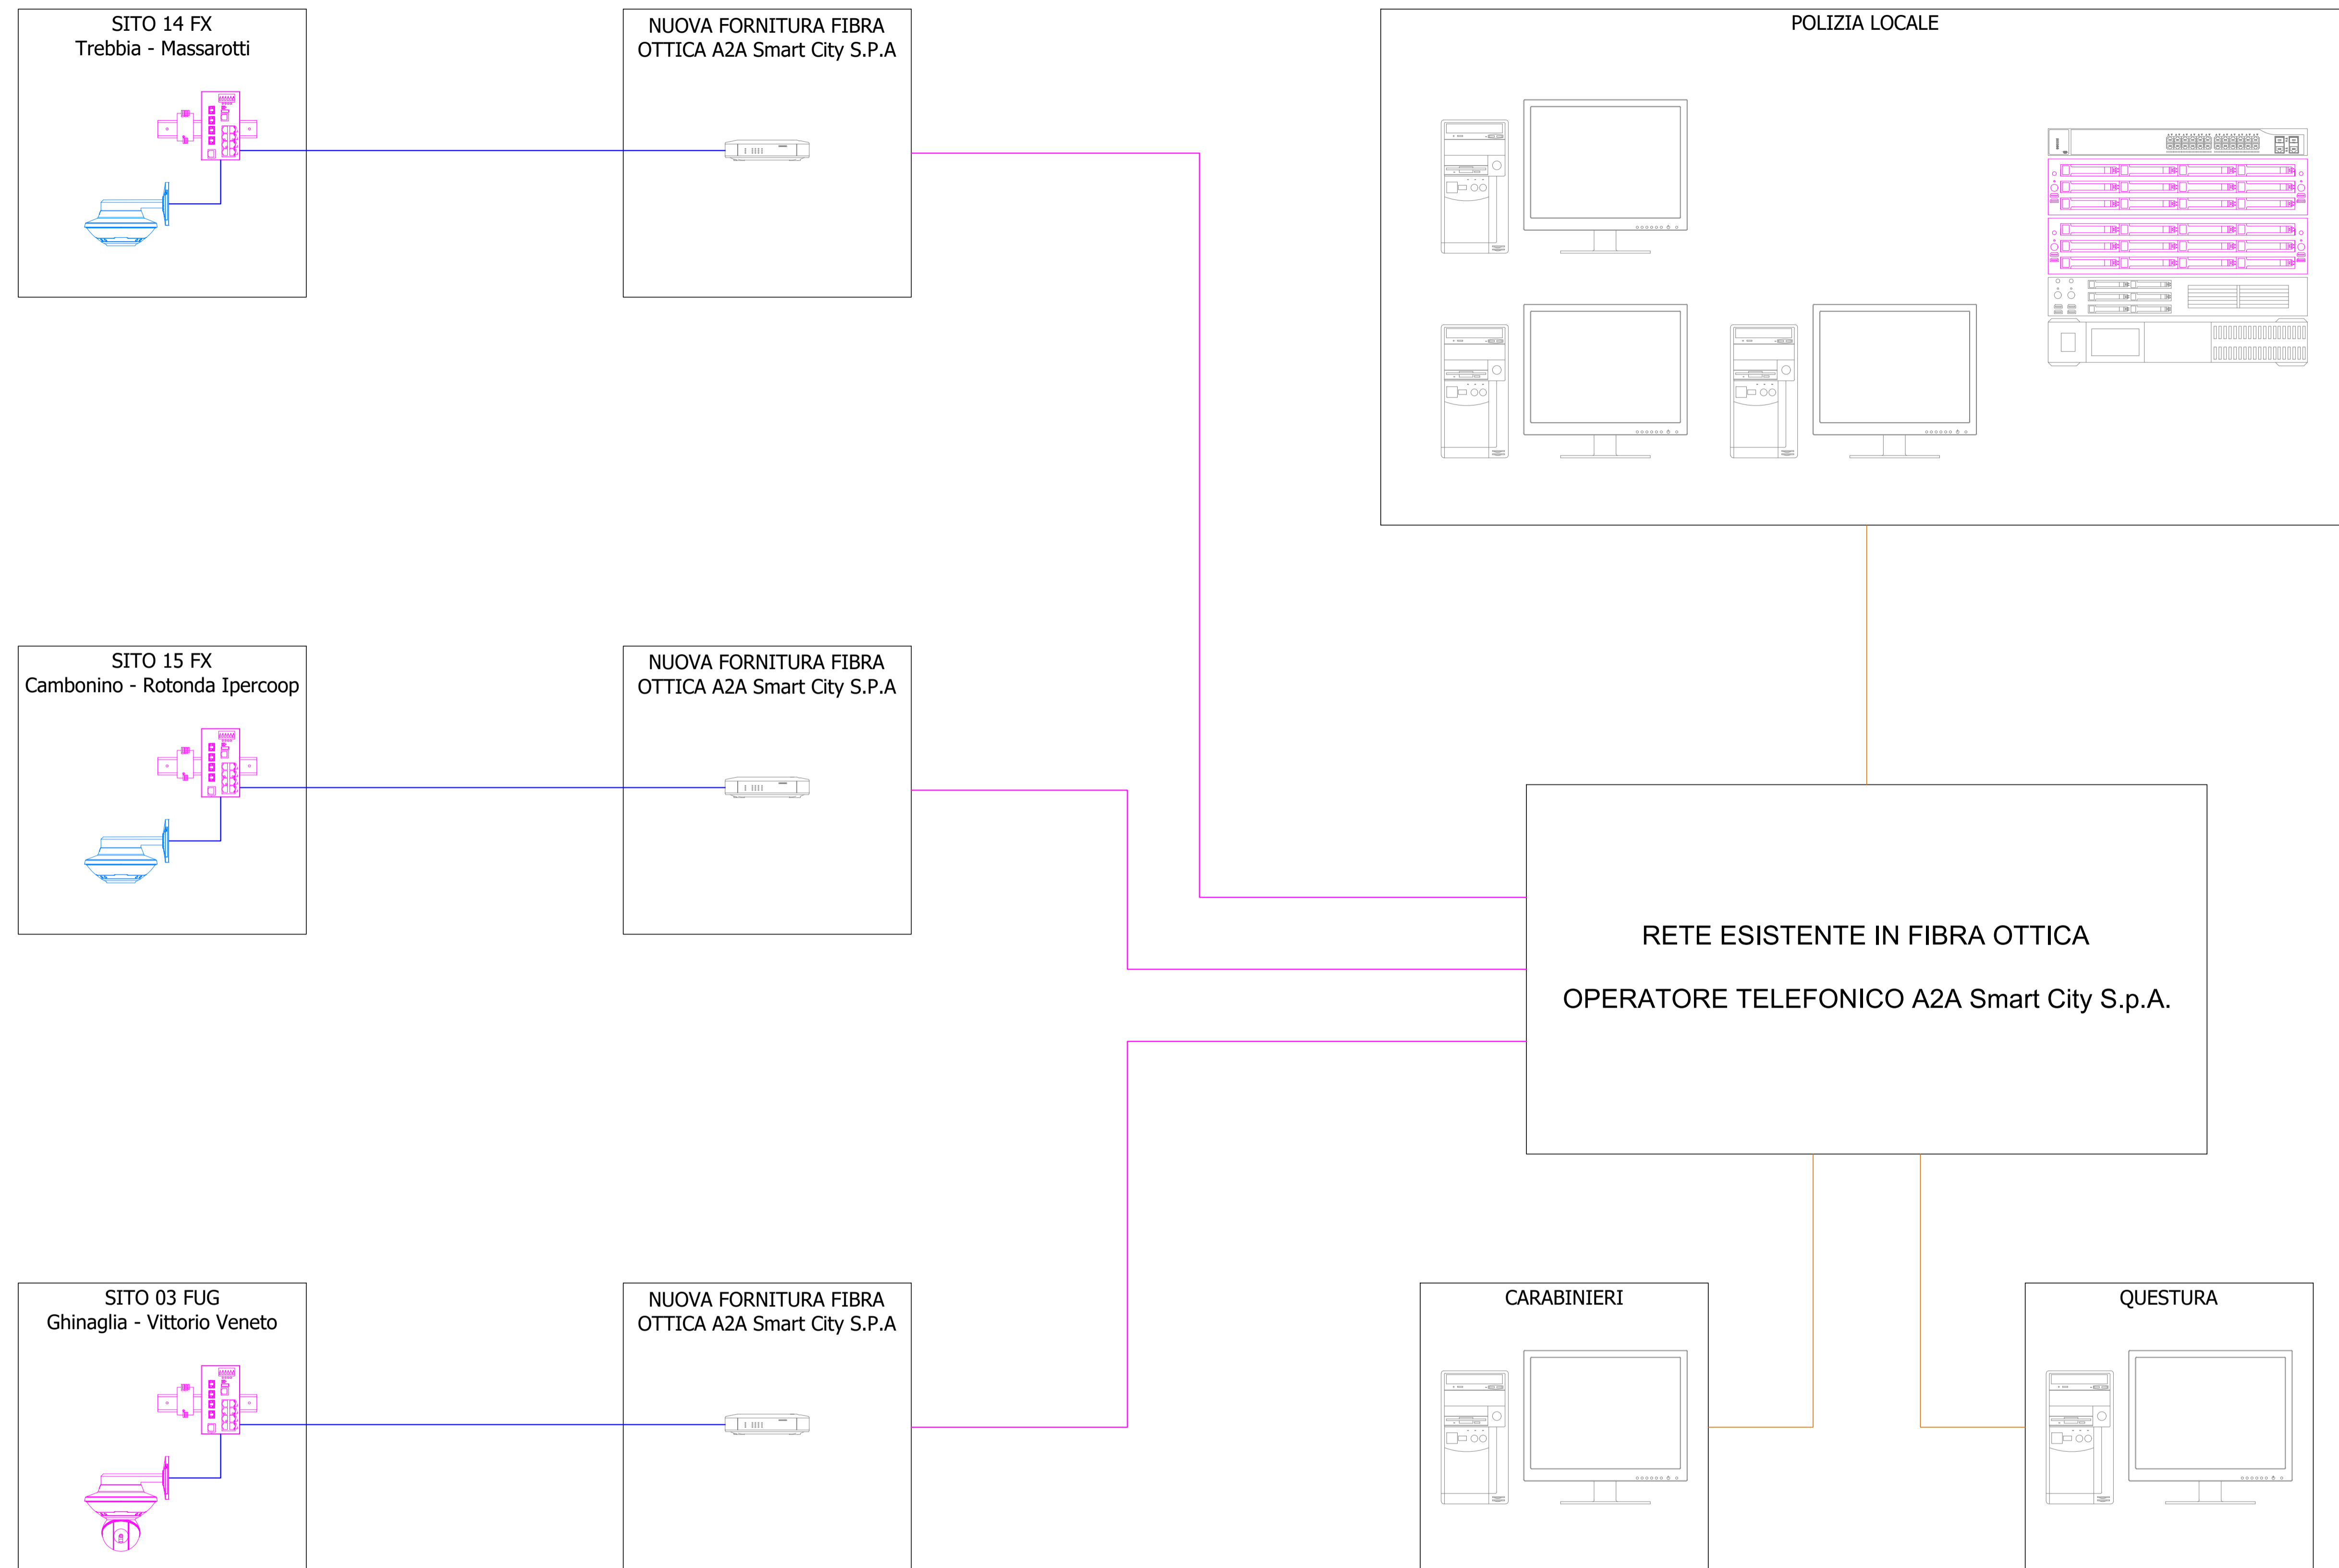 SITO 14 FX
Trebbia - Massarotti
NUOVA FORNITURA FIBRA
OTTICA A2A Smart City S.P.A
POLIZIA LOCALE
SITO 15 FX
Cambonino - Rotonda Ipercoop
NUOVA FORNITURA FIBRA
OTTICA A2A Smart City S.P.A
RETE ESISTENTE IN FIBRA OTTICA
OPERATORE TELEFONICO A2A Smart City S.p.A.
SITO 03 FUG
Ghinaglia - Vittorio Veneto
NUOVA FORNITURA FIBRA
OTTICA A2A Smart City S.P.A
CARABINIERI
QUESTURA